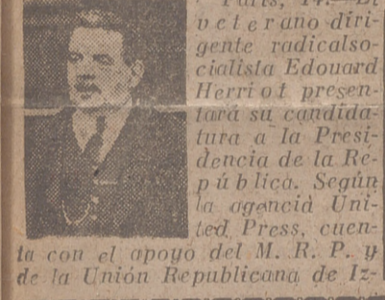 París, 14.—El
veterano diri-
gente radicalso-
cialista Edouard
Herriot presen-
tará su candida-
tura a la Presi-
dencia de la Re-
pública. Según
la agencia Uni-
ted Press, cuen-
ta con el apoyo del M. R. P. y
de la Unión Republicana de Iz-